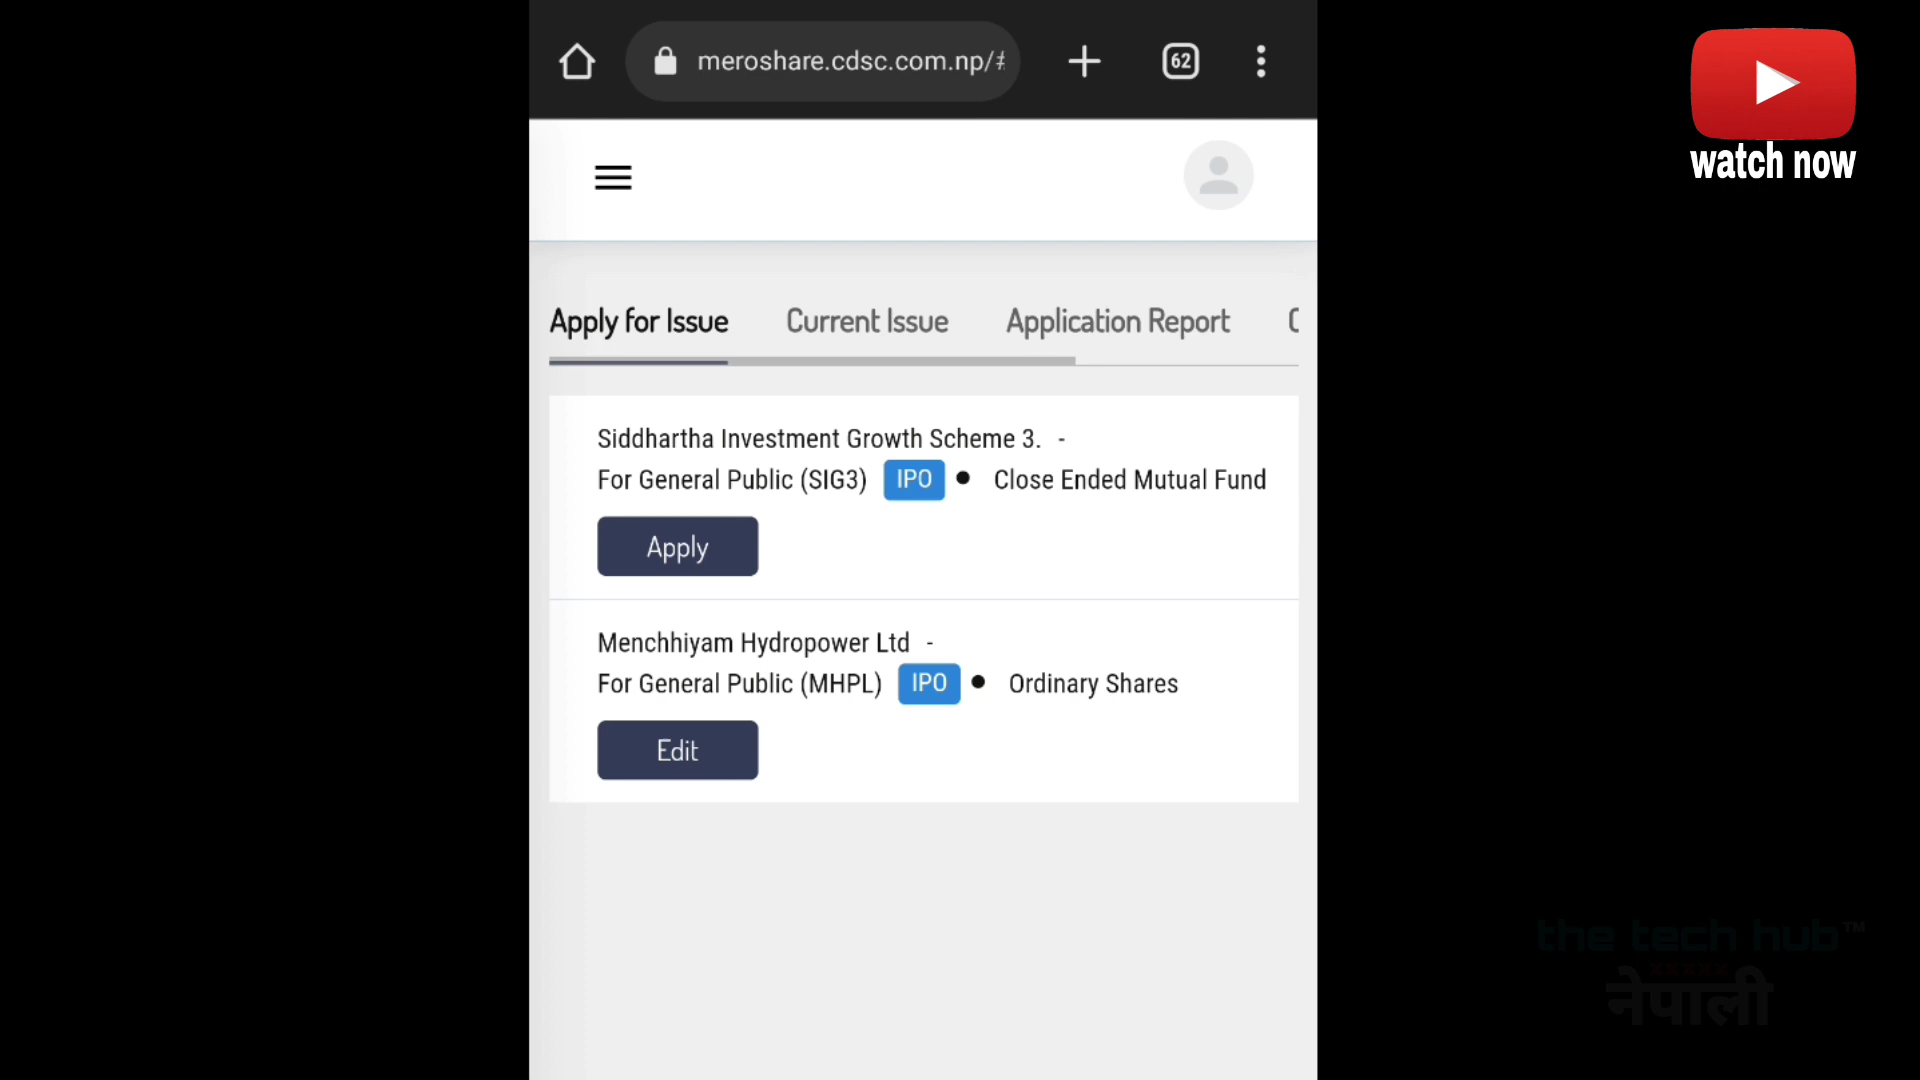 meroshare.cdsc.com.np/#
62
watch now
Apply for Issue Current Issue Application Report C
Siddhartha Investment Growth Scheme 3. -
For General Public (SIG3) IPO ● Close Ended Mutual Fund
Apply
Menchhiyam Hydropower Ltd -
For General Public (MHPL) IPO ● Ordinary Shares
Edit
the tech hub™
नेपाली